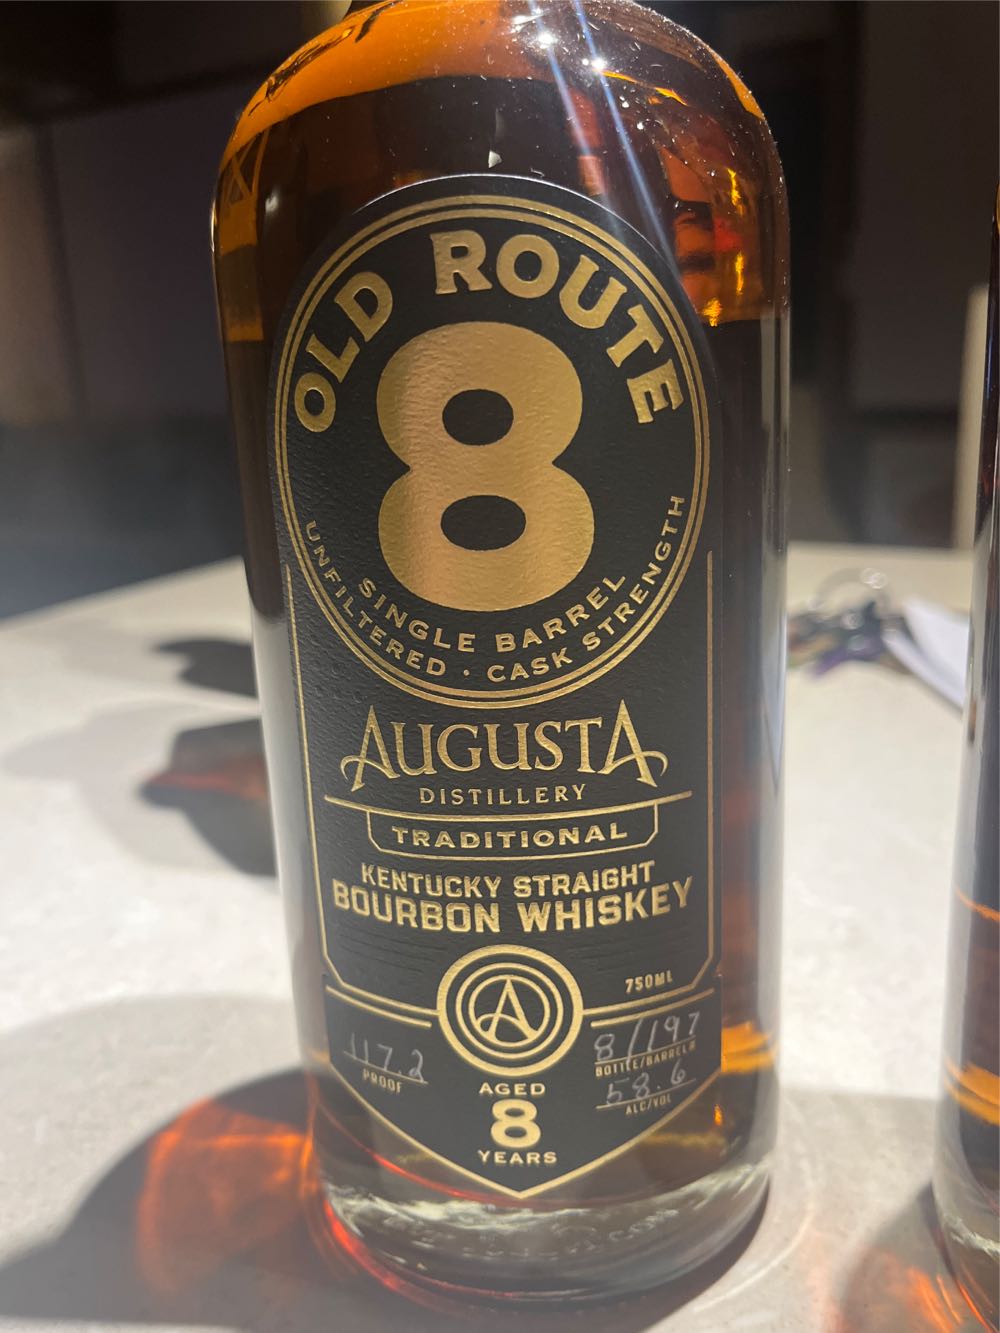 OLD ROUTE
8
SINGLE BARREL
UNFILTERED · CASK STRENGTH
AUGUSTA
DISTILLERY
TRADITIONAL
KENTUCKY STRAIGHT
BOURBON WHISKEY
750ML
A
117.2
PROOF
8/197
BOTTLE/BARREL#
58.6
ALC/VOL
AGED
8
YEARS